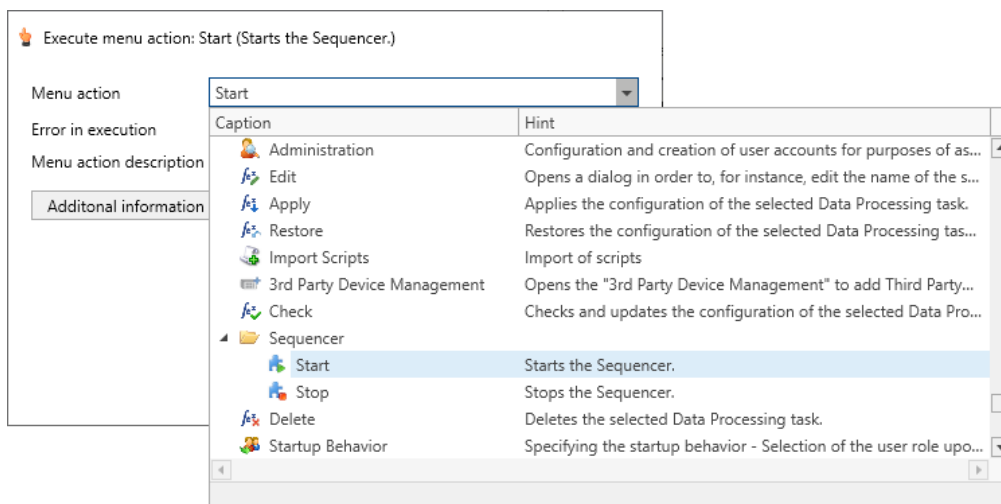 Execute menu action: Start (Starts the Sequencer.)
Menu action Start
Error in execution
Menu action description
Additonal information
Caption Hint
Administration Configuration and creation of user accounts for purposes of as...
Edit Opens a dialog in order to, for instance, edit the name of the s...
Apply Applies the configuration of the selected Data Processing task.
Restore Restores the configuration of the selected Data Processing tas...
Import Scripts Import of scripts
3rd Party Device Management Opens the "3rd Party Device Management" to add Third Party...
Check Checks and updates the configuration of the selected Data Pro...
Sequencer
Start Starts the Sequencer.
Stop Stops the Sequencer.
Delete Deletes the selected Data Processing task.
Startup Behavior Specifying the startup behavior - Selection of the user role upo...